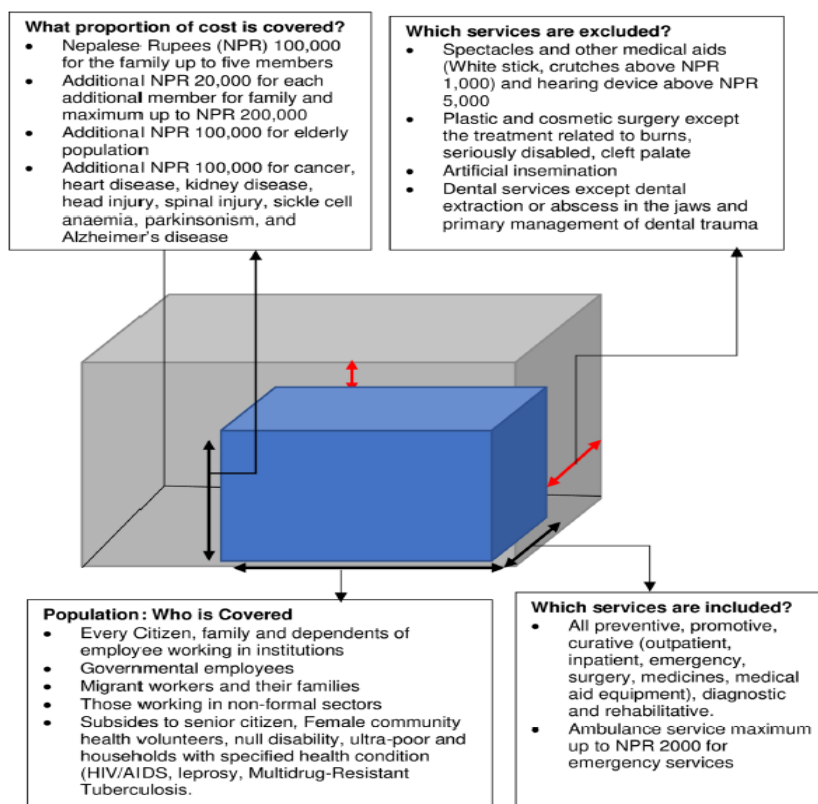 What proportion of cost is covered?
• Nepalese Rupees (NPR) 100,000
for the family up to five members
• Additional NPR 20,000 for each
additional member for family and
maximum up to NPR 200,000
• Additional NPR 100,000 for elderly
population
• Additional NPR 100,000 for cancer,
heart disease, kidney disease,
head injury, spinal injury, sickle cell
anaemia, parkinsonism, and
Alzheimer's disease
Which services are excluded?
• Spectacles and other medical aids
(White stick, crutches above NPR
1,000) and hearing device above NPR
5,000
• Plastic and cosmetic surgery except
the treatment related to burns,
seriously disabled, cleft palate
• Artificial insemination
• Dental services except dental
extraction or abscess in the jaws and
primary management of dental trauma
Population: Who is Covered
• Every Citizen, family and dependents of
employee working in institutions
• Governmental employees
• Migrant workers and their families
• Those working in non-formal sectors
• Subsides to senior citizen, Female community
health volunteers, null disability, ultra-poor and
households with specified health condition
(HIV/AIDS, leprosy, Multidrug-Resistant
Tuberculosis.
Which services are included?
• All preventive, promotive,
curative (outpatient,
inpatient, emergency,
surgery, medicines, medical
aid equipment), diagnostic
and rehabilitative.
• Ambulance service maximum
up to NPR 2000 for
emergency services